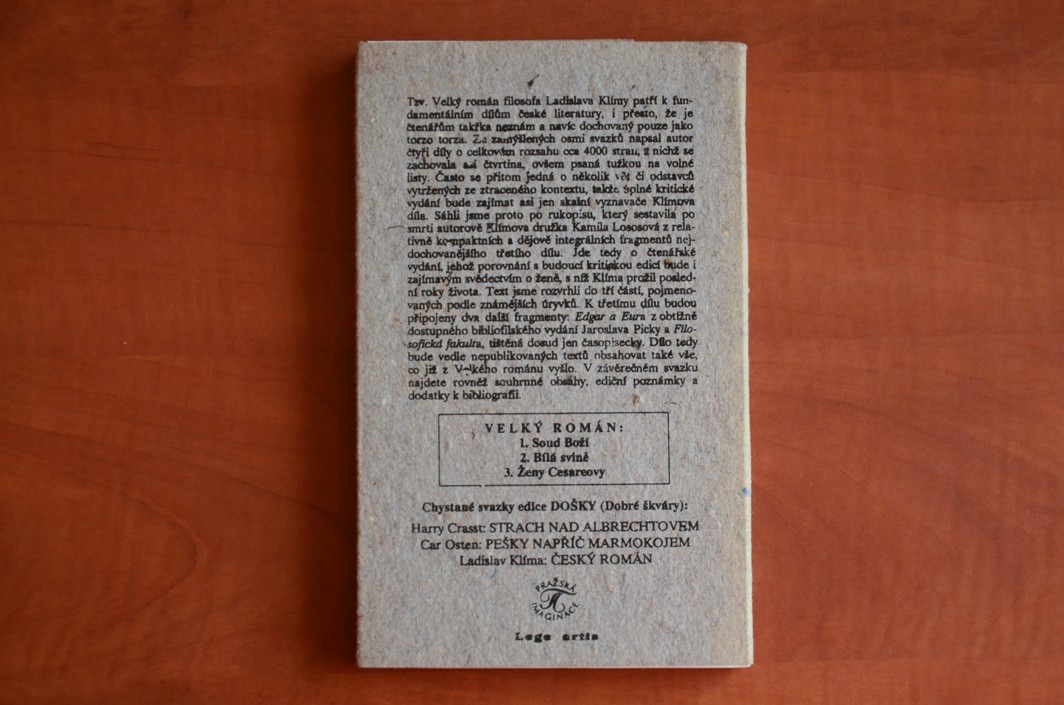 Tzv. Velký román filosofa Ladislava Klímy patří k fun-
damentálním dílům české literatury, i přesto, že je
čtenářům takřka neznám a navíc dochovaný pouze jako
torzo torza. Ze zamýšlených osmi svazků napsal autor
čtyři díly o celkovém rozsahu cca 4000 stran, z nichž se
zachovala asi čtvrtina, ovšem psaná tužkou na volné
listy. Často se přitom jedná o několik vět či odstavců
vytržených ze ztraceného kontextu, takže úplné kritické
vydání bude zajímat asi jen skalní vyznavače Klímova
díla. Sáhli jsme proto po rukopisu, který sestavila po
smrti autorově Klímova družka Kamila Lososová z rela-
tivně kompaktních a dějově integrálních fragmentů nej-
dochovanějšího třetího dílu. Jde tedy o čtenářské
vydání, jehož porovnání s budoucí kritickou edicí bude i
zajímavým svědectvím o ženě, s níž Klíma prožil posled-
ní roky života. Text jsme rozvrhli do tří částí, pojmeno-
vaných podle známějších úryvků. K třetímu dílu budou
připojeny dva další fragmenty: Edgar a Eura z obtížně
dostupného bibliofilského vydání Jaroslava Picky a Filo-
sofická fakulta, tištěná dosud jen časopisecky. Dílo tedy
bude vedle nepublikovaných textů obsahovat také vše,
co již z Velkého románu vyšlo. V závěrečném svazku
najdete rovněž souhrnné obsahy, ediční poznámky a
dodatky k bibliografii.
VELKÝ ROMÁN:
1. Soud Boží
2. Bílá svině
3. Ženy Cesareovy
Chystané svazky edice DOŠKY (Dobré škváry):
Harry Crasst: STRACH NAD ALBRECHTOVEM
Car Osten: PEŠKY NAPŘÍČ MARMOKOJEM
Ladislav Klíma: ČESKÝ ROMÁN
PRAŽSKÁ
IMAGINACE
Lege artis